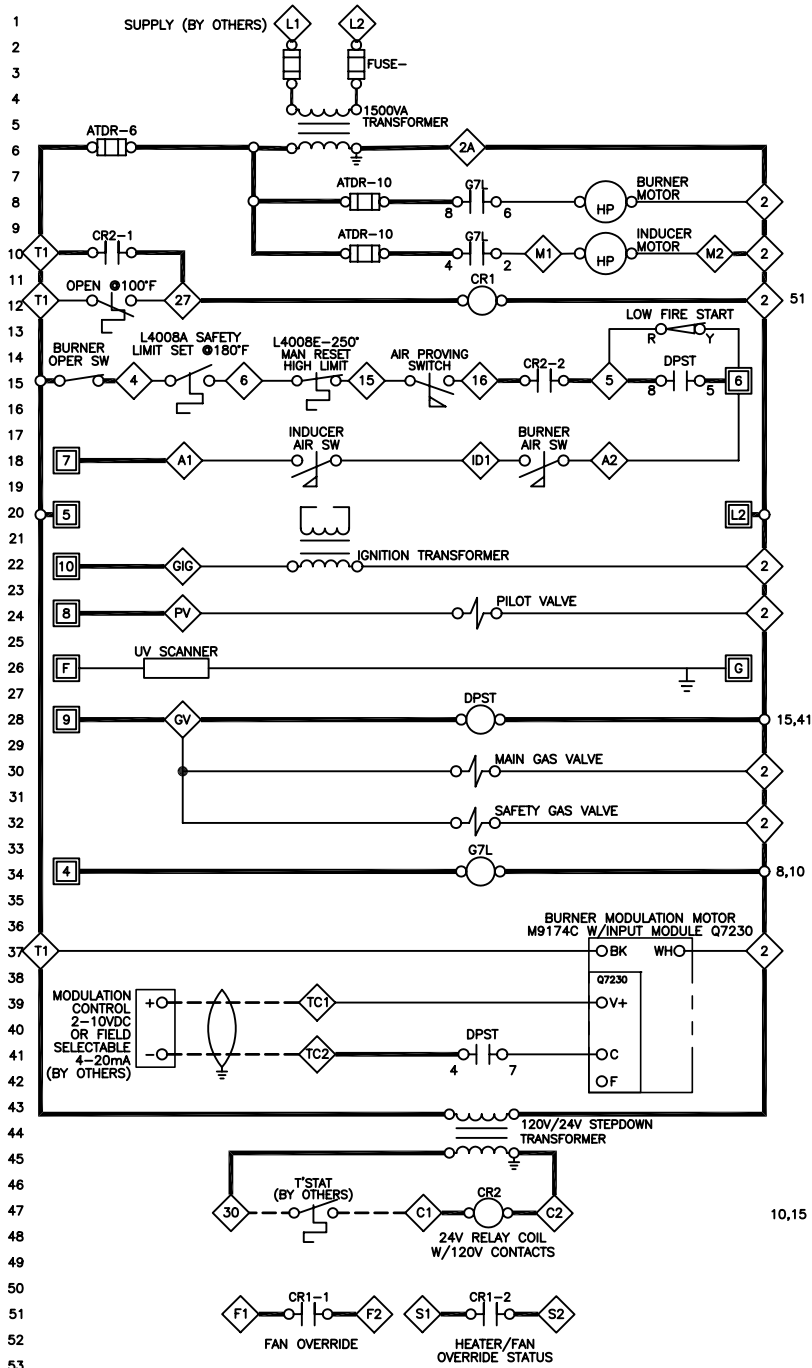 1
SUPPLY (BY OTHERS) L1 L2
2
3 FUSE-
4
5 1500VA
TRANSFORMER
ATDR-6
6 2A
7 ATDR-10 G7L BURNER
MOTOR
8 8 6 HP 2
9 ATDR-10 G7L INDUCER
MOTOR
10 T1 CR2-1 4 2 M1 HP M2 2
11 OPEN @100°F CR1
12 T1 27 2 51
13 LOW FIRE START
R Y
14 BURNER
OPER SW
L4008A SAFETY
LIMIT SET @180°F
L4008E-250°
MAN RESET
HIGH LIMIT
AIR PROVING
SWITCH
CR2-2 DPST
15 4 6 15 16 5 8 5 6
16
17 INDUCER
AIR SW
BURNER
AIR SW
18 7 A1 ID1 A2
19
20 5 L2
21
22 10 GIG IGNITION TRANSFORMER 2
23
24 8 PV PILOT VALVE 2
25
UV SCANNER
26 F G
27 DPST
28 9 GV 15,41
29
30 MAIN GAS VALVE 2
31
32 SAFETY GAS VALVE 2
33 G7L
34 4 8,10
35
36 BURNER MODULATION MOTOR
M9174C W/INPUT MODULE Q7230
37 T1 BK WH 2
38 Q7230
MODULATION
CONTROL
2-10VDC
OR FIELD
SELECTABLE
4-20mA
(BY OTHERS)
39 + TC1 V+
40 DPST
41 - TC2 4 7 C
42 F
43
120V/24V STEPDOWN
TRANSFORMER
44
45
46 T'STAT
(BY OTHERS)
CR2
47 30 C1 C2 10,15
48 24V RELAY COIL
W/120V CONTACTS
49
50
CR1-1 CR1-2
51 F1 F2 S1 S2
52 FAN OVERRIDE HEATER/FAN
OVERRIDE STATUS
53